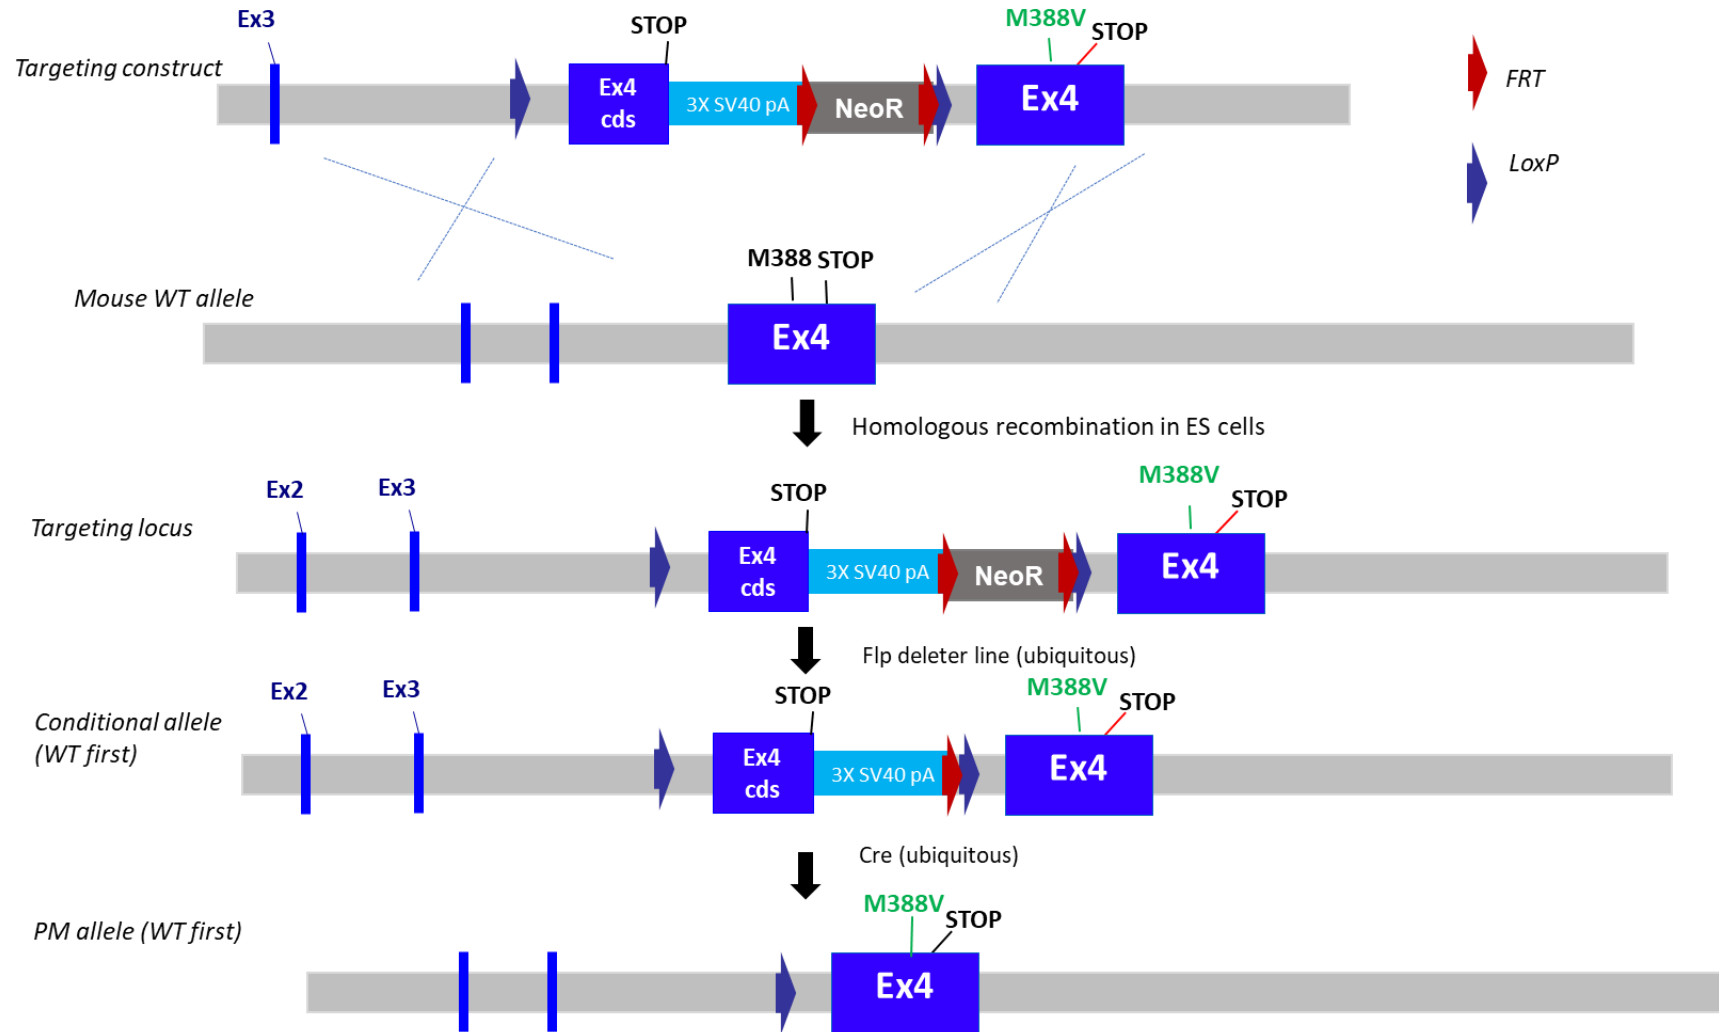 Ex3
STOP
M388V
STOP
Targeting construct
Ex4
cds
3X SV40 pA
NeoR
Ex4
FRT
LoxP
M388 STOP
Mouse WT allele
Ex4
Homologous recombination in ES cells
Ex2
Ex3
STOP
M388V
STOP
Targeting locus
Ex4
cds
3X SV40 pA
NeoR
Ex4
Flp deleter line (ubiquitous)
Ex2
Ex3
STOP
M388V
STOP
Conditional allele
(WT first)
Ex4
cds
3X SV40 pA
Ex4
Cre (ubiquitous)
M388V
STOP
PM allele (WT first)
Ex4